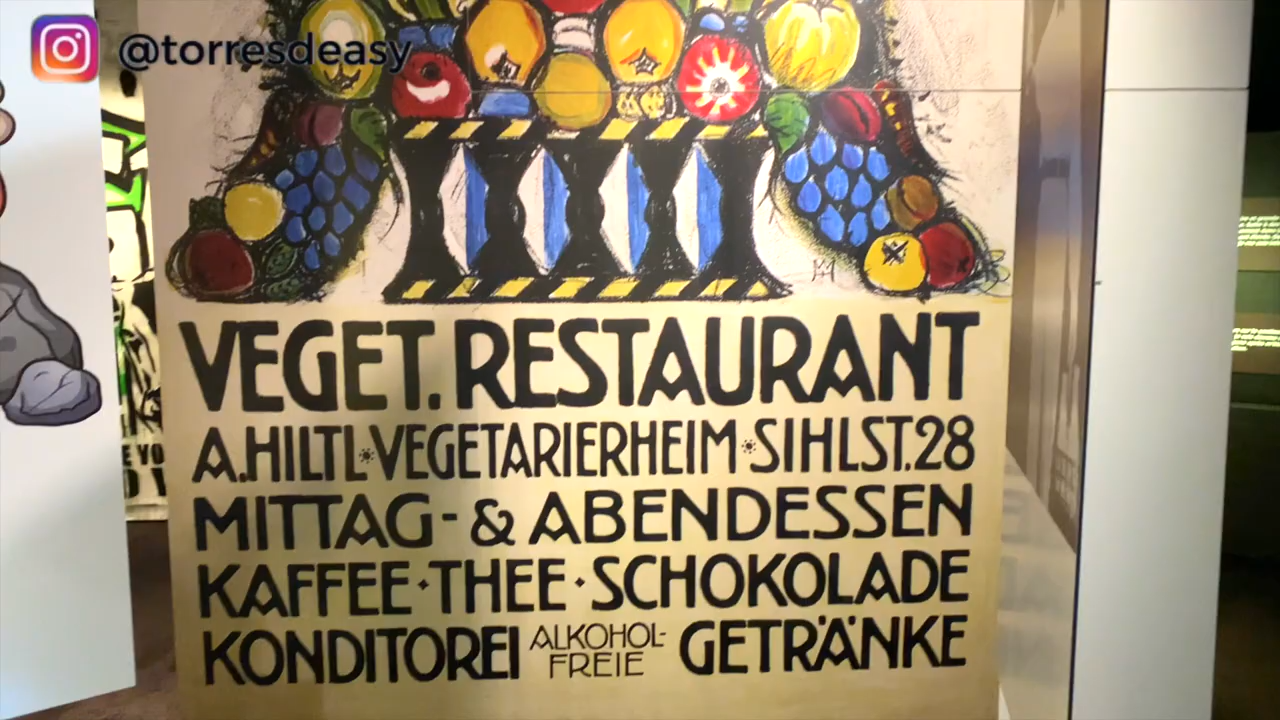 @torresdeasy
VEGET. RESTAURANT
A. HILTL VEGETARIERHEIM SIHLST. 28
MITTAG- & ABENDESSEN
KAFFEE · THEE · SCHOKOLADE
KONDITOREI ALKOHOL-
FREIE GETRÄNKE